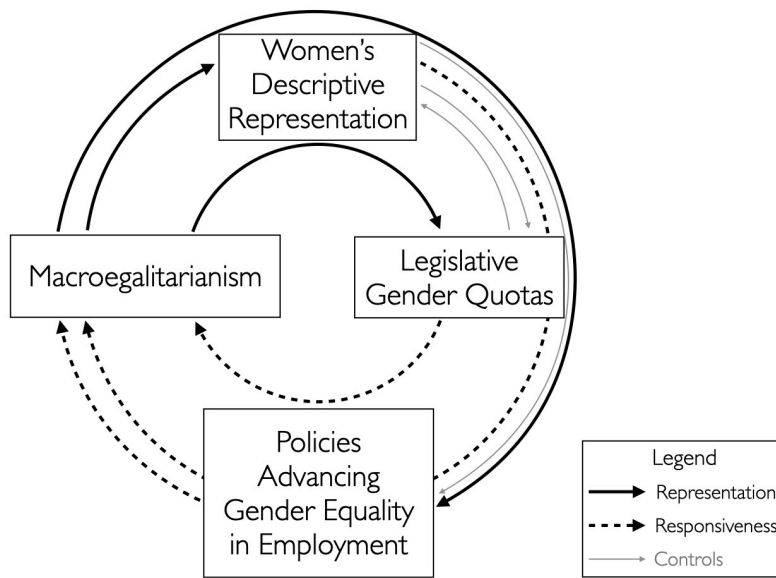 Women's
Descriptive
Representation
Macroegalitarianism
Legislative
Gender Quotas
Policies
Advancing
Gender Equality
in Employment
Legend
Representation
Responsiveness
Controls